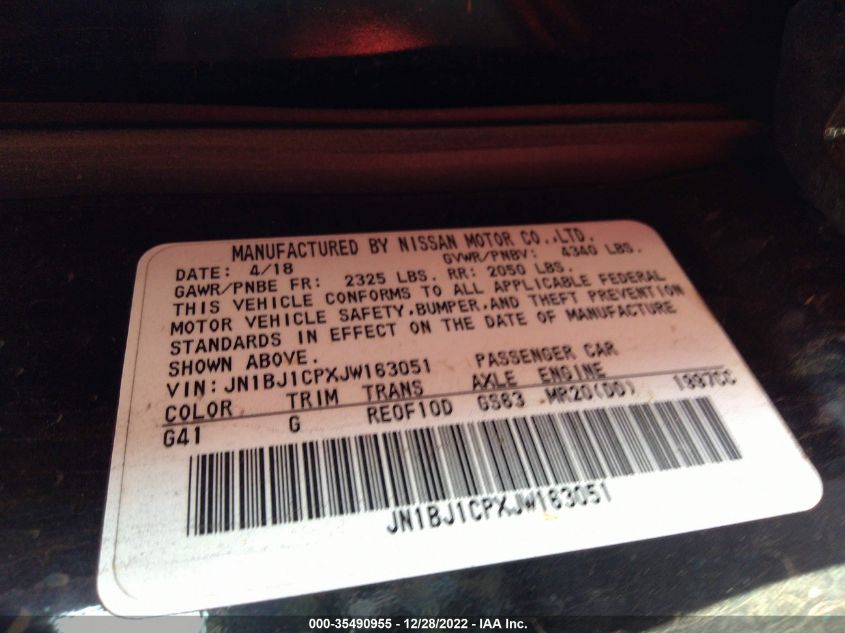 MANUFACTURED BY NISSAN MOTOR CO.,LTD.
DATE: 4/18 GVWR/PNBV: 4340 LBS.
GAWR/PNBE FR: 2325 LBS. RR: 2050 LBS.
THIS VEHICLE CONFORMS TO ALL APPLICABLE FEDERAL
MOTOR VEHICLE SAFETY,BUMPER,AND THEFT PREVENTION
STANDARDS IN EFFECT ON THE DATE OF MANUFACTURE
SHOWN ABOVE.
VIN: JN1BJ1CPXJW163051 PASSENGER CAR
COLOR TRIM TRANS AXLE ENGINE
G41 G RE0F10D GS63 MR20(DD) 1997CC
JN1BJ1CPXJW163051
000-35490955 - 12/28/2022 - IAA Inc.